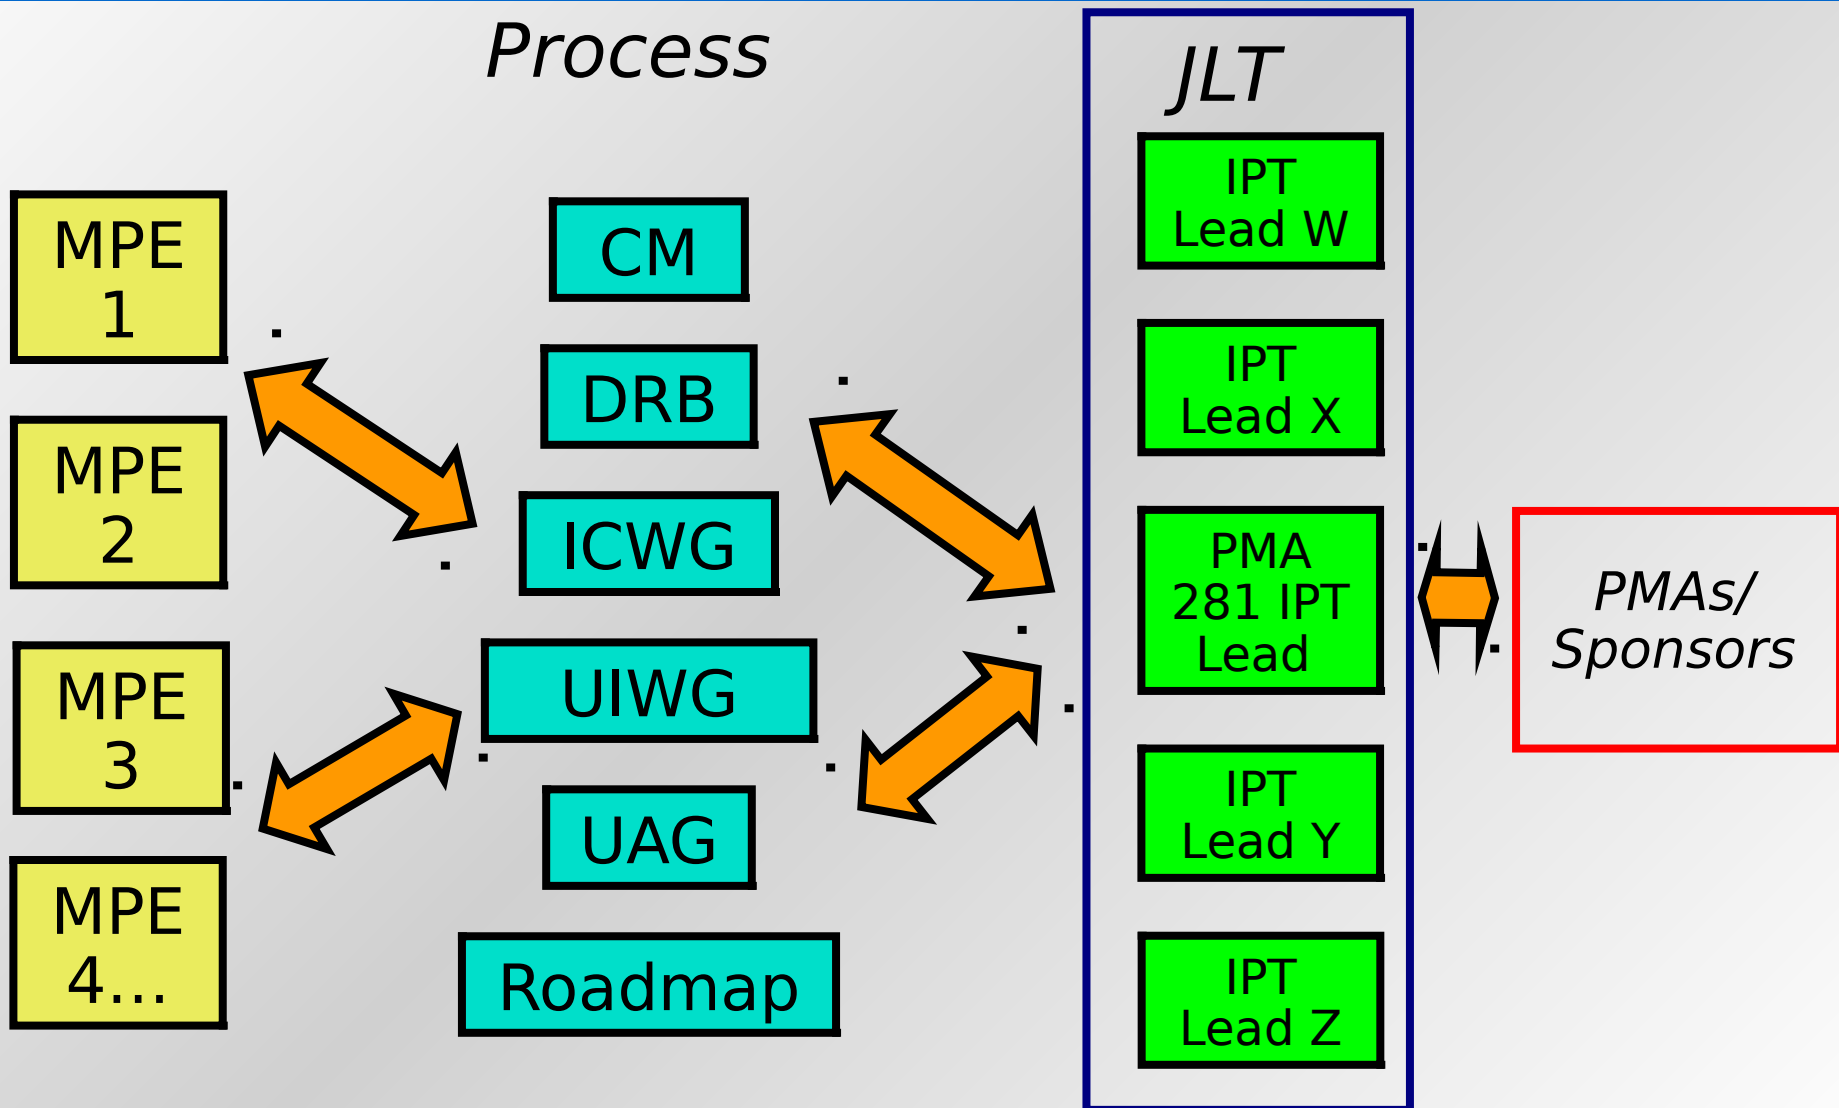 Process
JLT
MPE
1
MPE
2
MPE
3
MPE
4...
CM
DRB
ICWG
UIWG
UAG
Roadmap
IPT
Lead W
IPT
Lead X
PMA
281 IPT
Lead
IPT
Lead Y
IPT
Lead Z
PMAs/
Sponsors